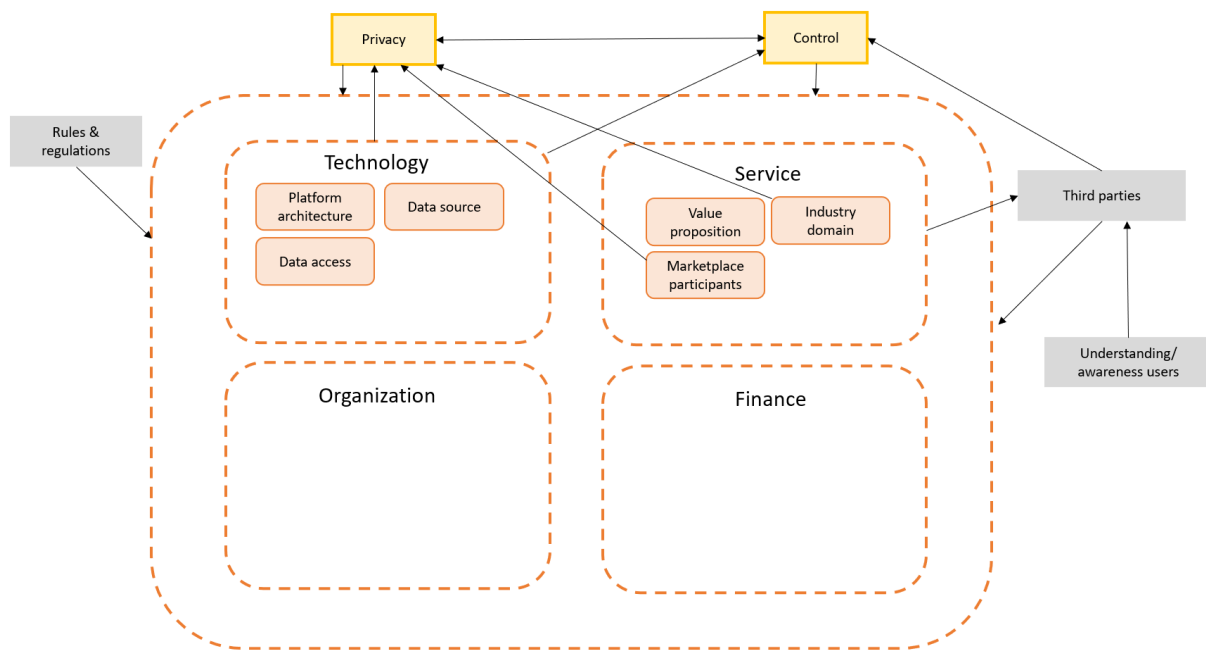 Privacy
Control
Rules &
regulations
Technology
Platform
architecture
Data source
Data access
Service
Value
proposition
Industry
domain
Marketplace
participants
Third parties
Understanding/
awareness users
Organization
Finance